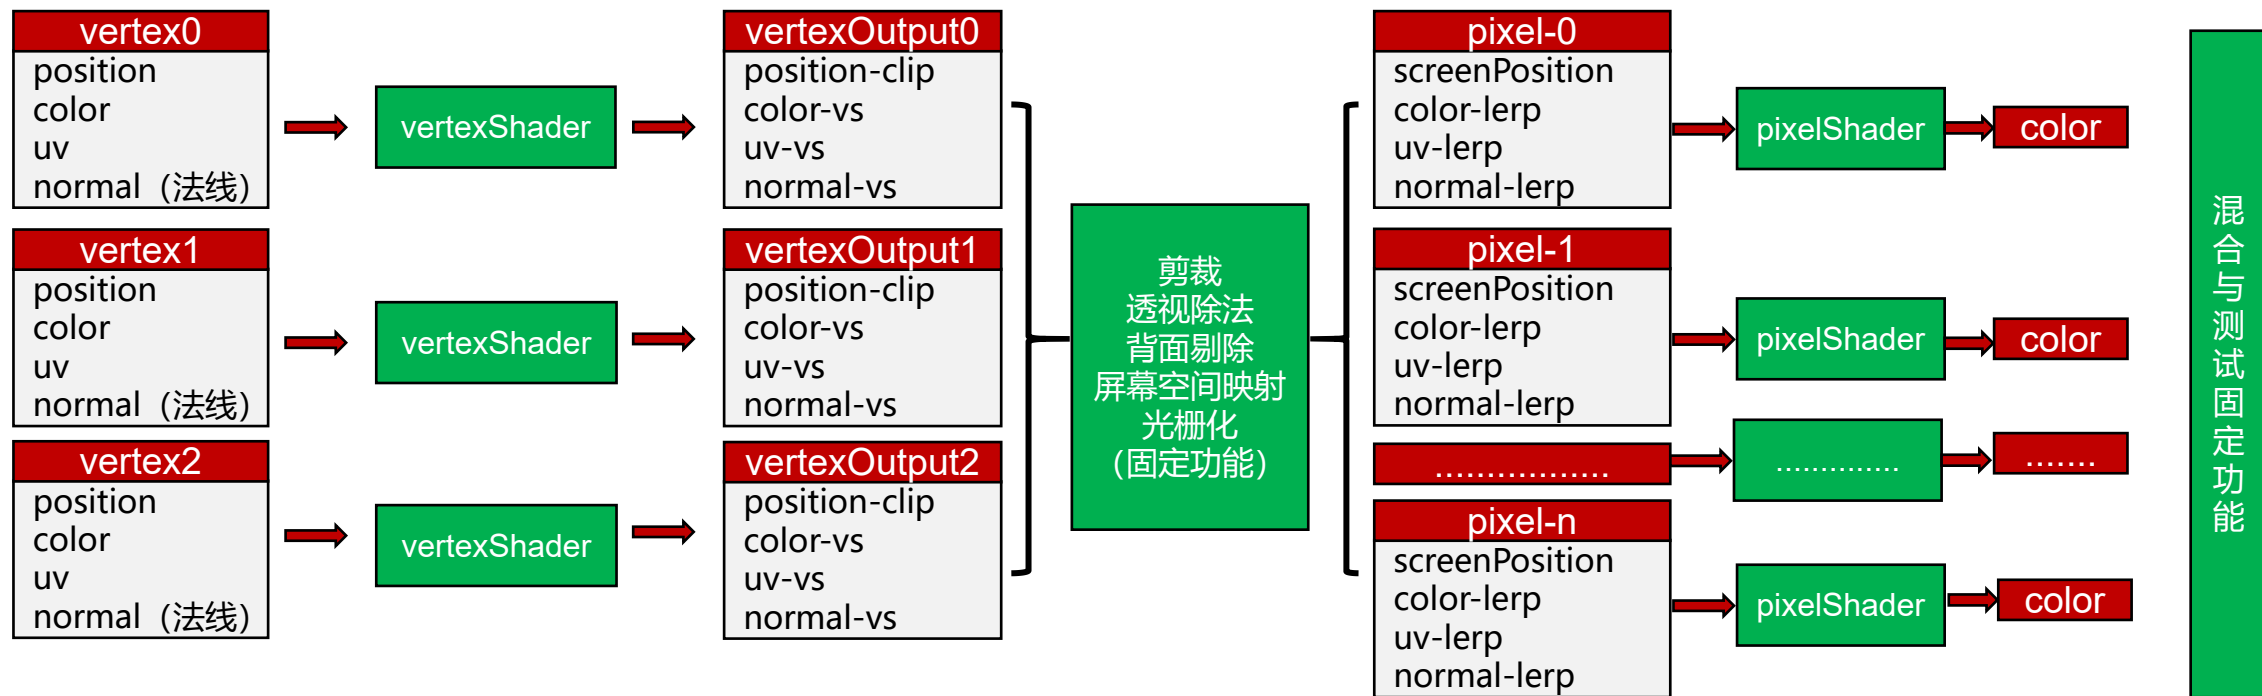 vertex0
position
color
uv
normal（法线）
vertexShader
vertexOutput0
position-clip
color-vs
uv-vs
normal-vs
vertex1
position
color
uv
normal（法线）
vertexShader
vertexOutput1
position-clip
color-vs
uv-vs
normal-vs
vertex2
position
color
uv
normal（法线）
vertexShader
vertexOutput2
position-clip
color-vs
uv-vs
normal-vs
剪裁
透视除法
背面剔除
屏幕空间映射
光栅化
（固定功能）
pixel-0
screenPosition
color-lerp
uv-lerp
normal-lerp
pixelShader
color
pixel-1
screenPosition
color-lerp
uv-lerp
normal-lerp
pixelShader
color
.................
..............
.......
pixel-n
screenPosition
color-lerp
uv-lerp
normal-lerp
pixelShader
color
混合与测试固定功能